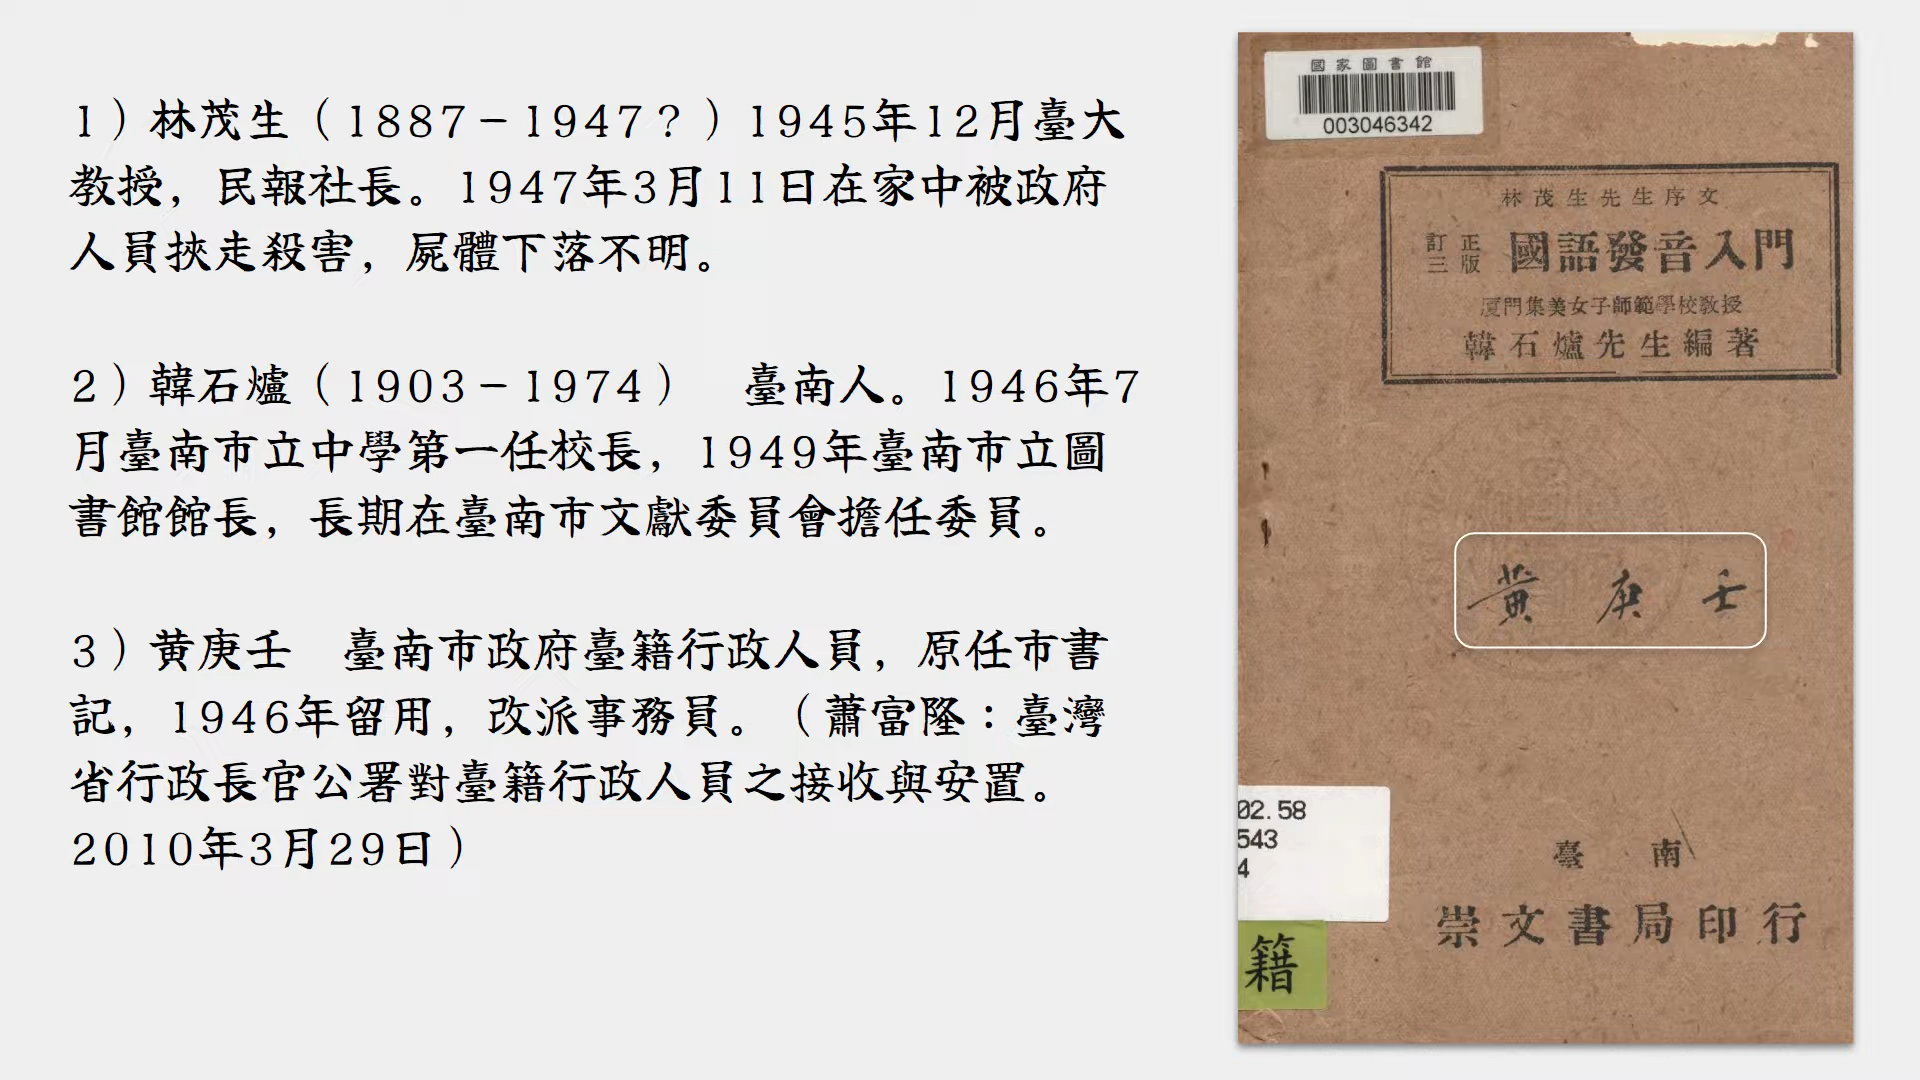 1）林茂生（1887－1947？）1945年12月臺大
教授，民報社長。1947年3月11日在家中被政府
人員挾走殺害，屍體下落不明。
2）韓石爐（1903－1974）　臺南人。1946年7
月臺南市立中學第一任校長，1949年臺南市立圖
書館館長，長期在臺南市文獻委員會擔任委員。
3）黃庚壬　臺南市政府臺籍行政人員，原任市書
記，1946年留用，改派事務員。（蕭富隆：臺灣
省行政長官公署對臺籍行政人員之接收與安置。
2010年3月29日）
國家圖書館
003046342
林茂生先生序文
訂正三版 國語發音入門
厦門集美女子師範學校教授
韓石爐先生編著
黃庚壬
02.58
543
4
籍
臺南
崇文書局印行